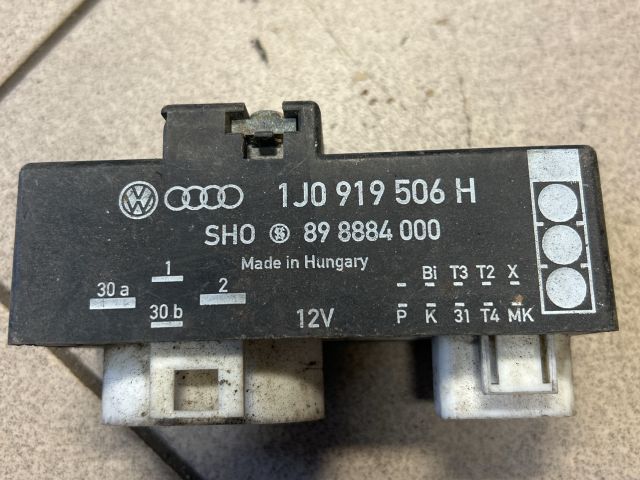 1J0 919 506 H
SHO 89 8884 000
Made in Hungary
1
30 a
2
30 b
12V
Bi T3 T2 X
P K 31 T4 MK